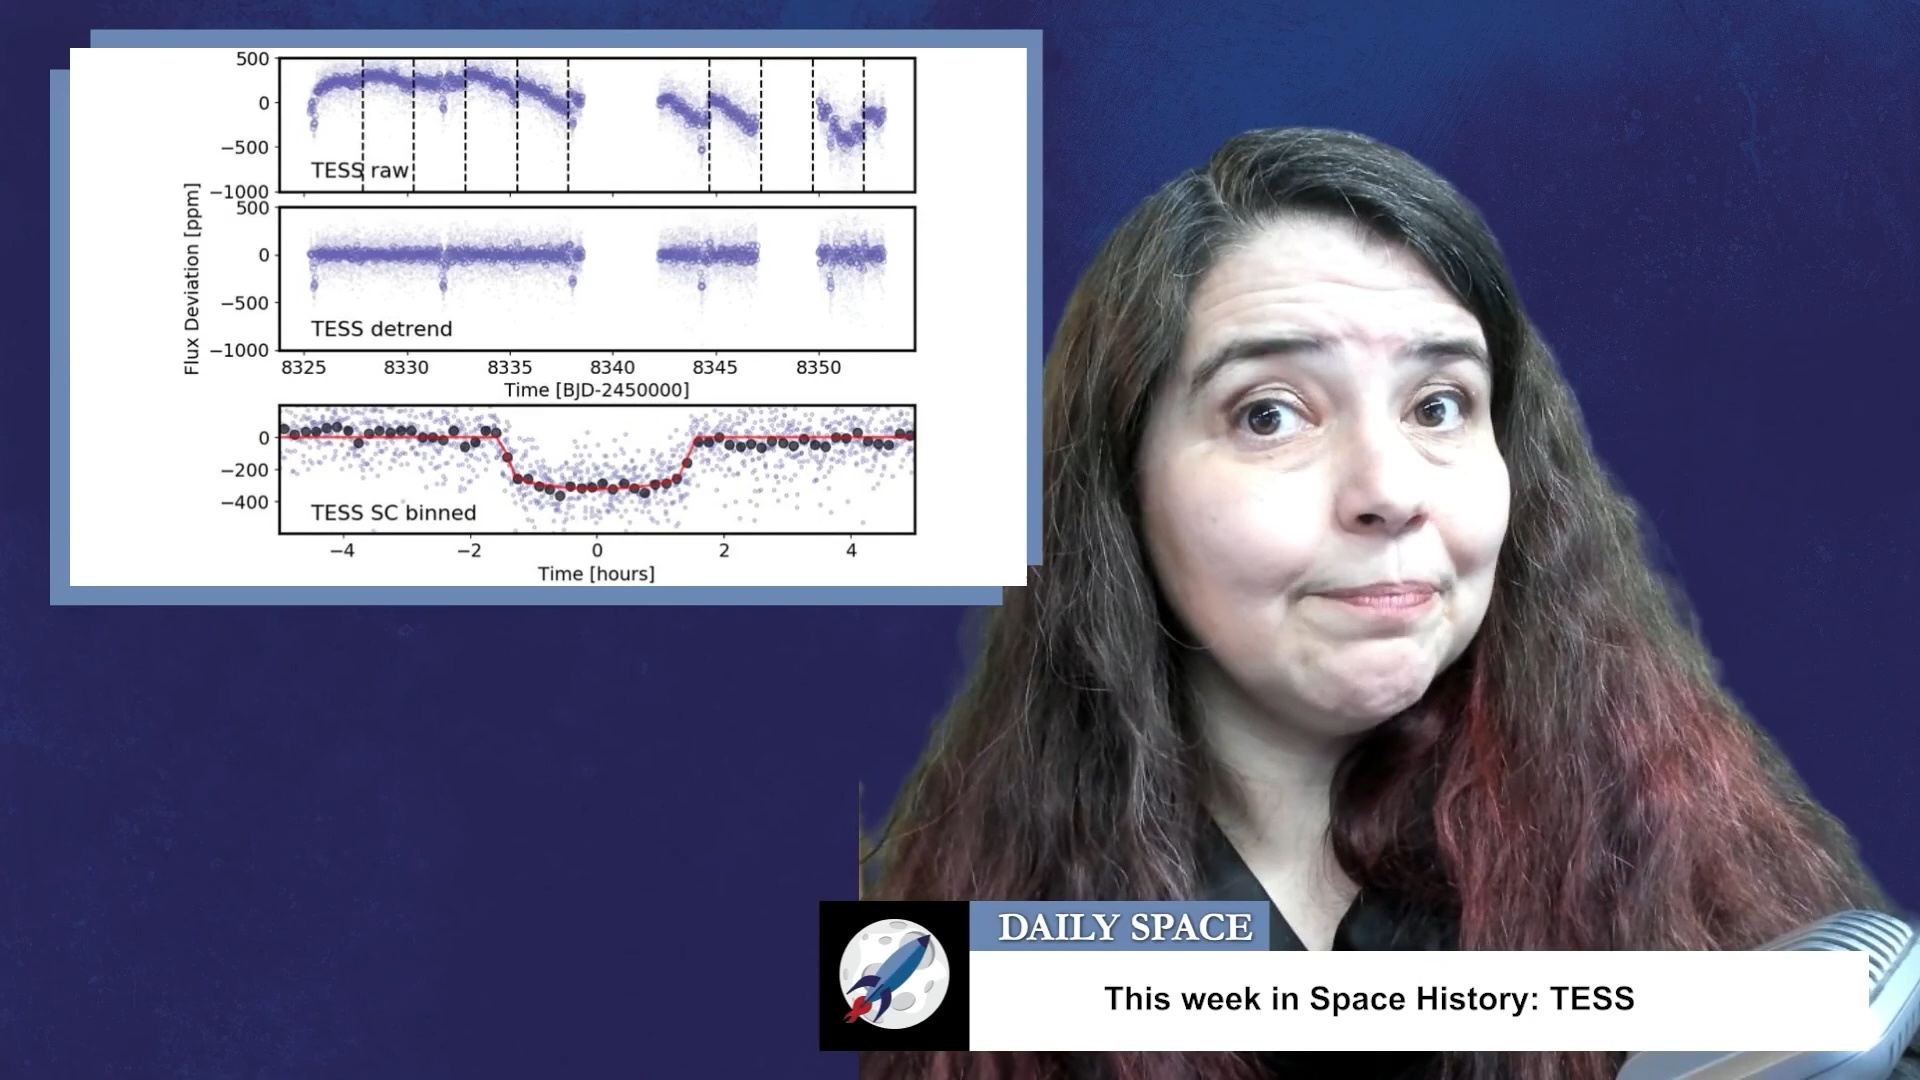 500
0
−500
−1000
TESS raw
500
0
−500
−1000
TESS detrend
Flux Deviation [ppm]
8325 8330 8335 8340 8345 8350
Time [BJD-2450000]
0
−200
−400
TESS SC binned
−4 −2 0 2 4
Time [hours]
DAILY SPACE
This week in Space History: TESS